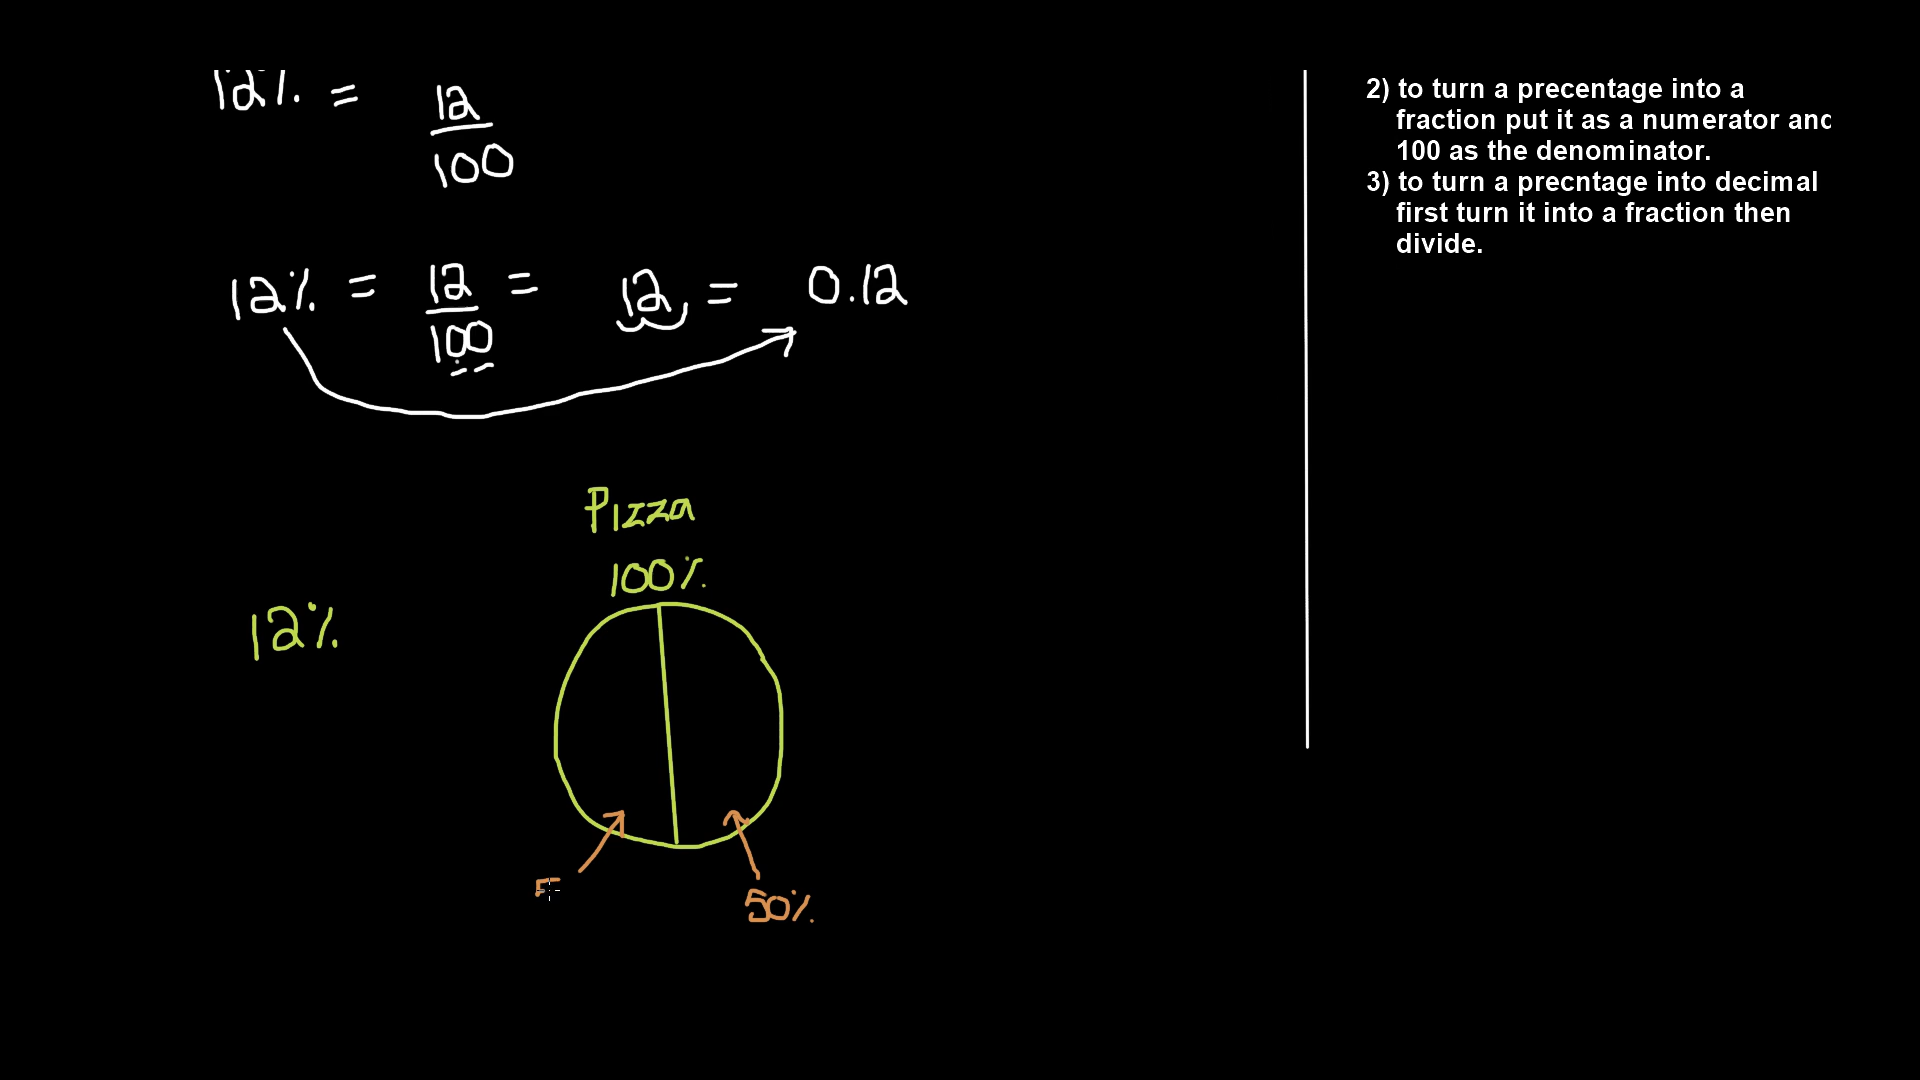 12% = 12
100
12% = 12 = 12 = 0.12
100
Pizza
100%
12%
50%
2) to turn a precentage into a
fraction put it as a numerator and
100 as the denominator.
3) to turn a precntage into decimal
first turn it into a fraction then
divide.